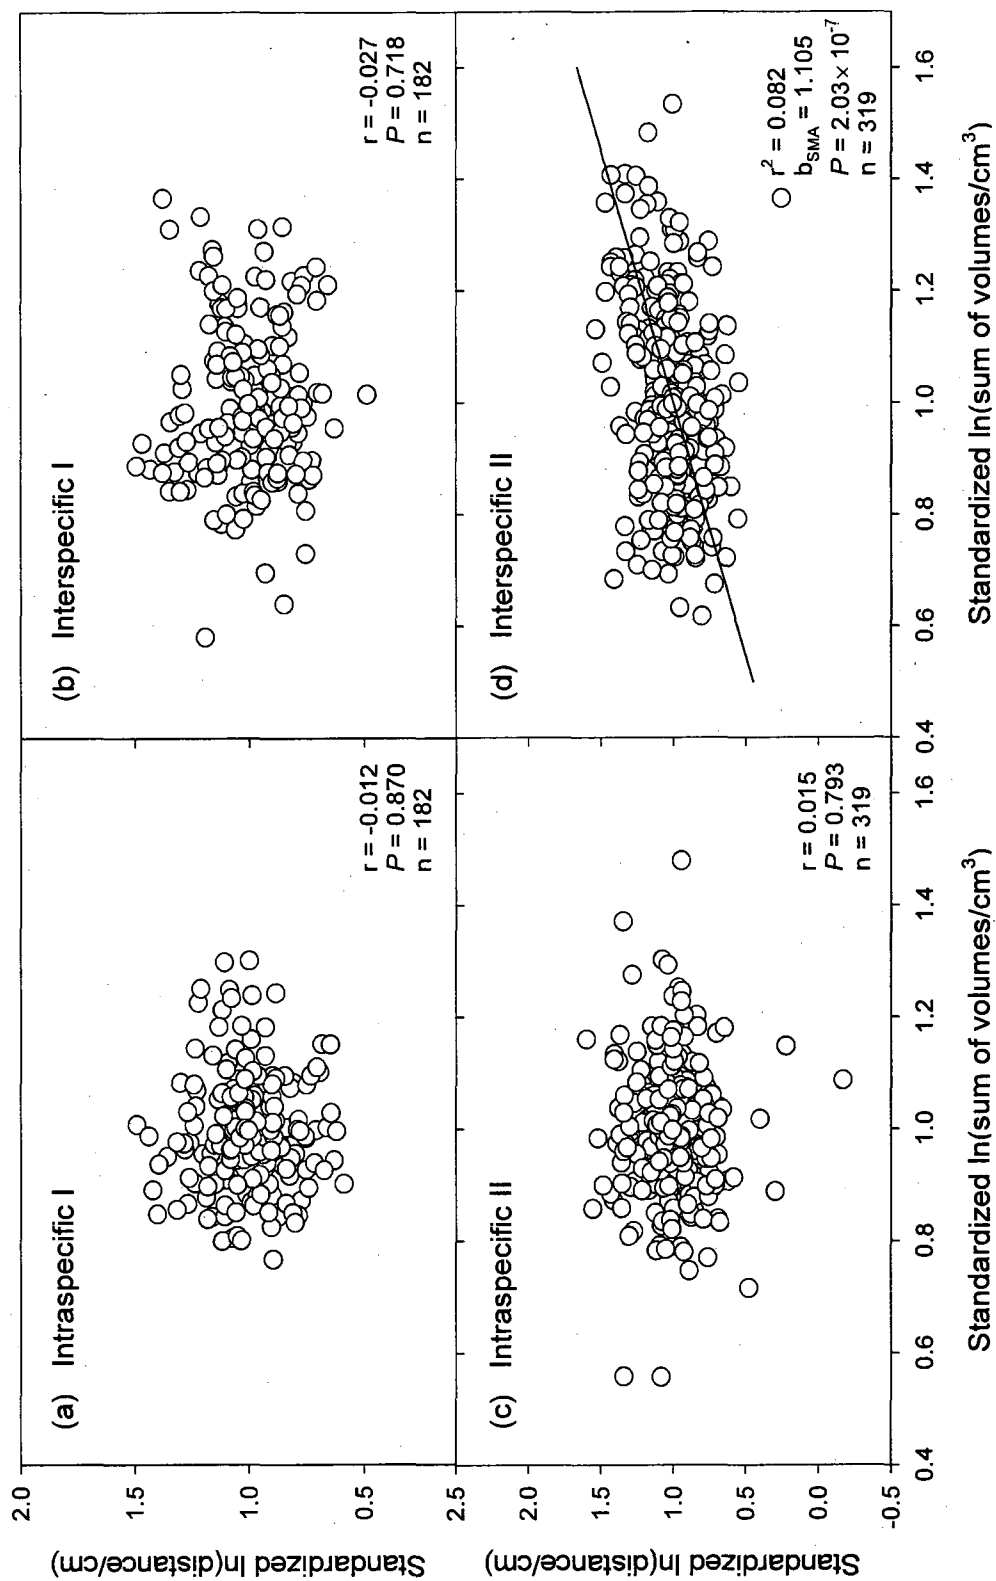 (a) Intraspecific I
r = -0.012
P = 0.870
n = 182
(b) Interspecific I
r = -0.027
P = 0.718
n = 182
(c) Intraspecific II
r = 0.015
P = 0.793
n = 319
(d) Interspecific II
r² = 0.082
b_SMA = 1.105
P = 2.03×10⁻⁷
n = 319
2.0
1.5
1.0
0.5
2.5
1.5
1.0
0.5
0.0
-0.5
Standardized ln(distance/cm)
Standardized ln(distance/cm)
0.4 0.6 0.8 1.0 1.2 1.4 1.6
0.4 0.6 0.8 1.0 1.2 1.4 1.6
Standardized ln(sum of volumes/cm³)
Standardized ln(sum of volumes/cm³)